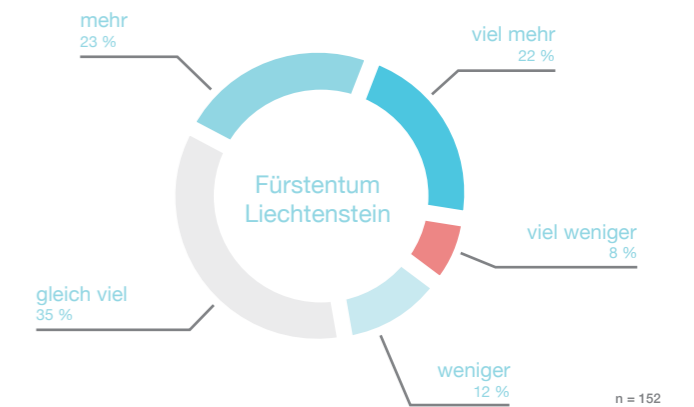 mehr
23 %
viel mehr
22 %
Fürstentum
Liechtenstein
viel weniger
8 %
gleich viel
35 %
weniger
12 %
n = 152